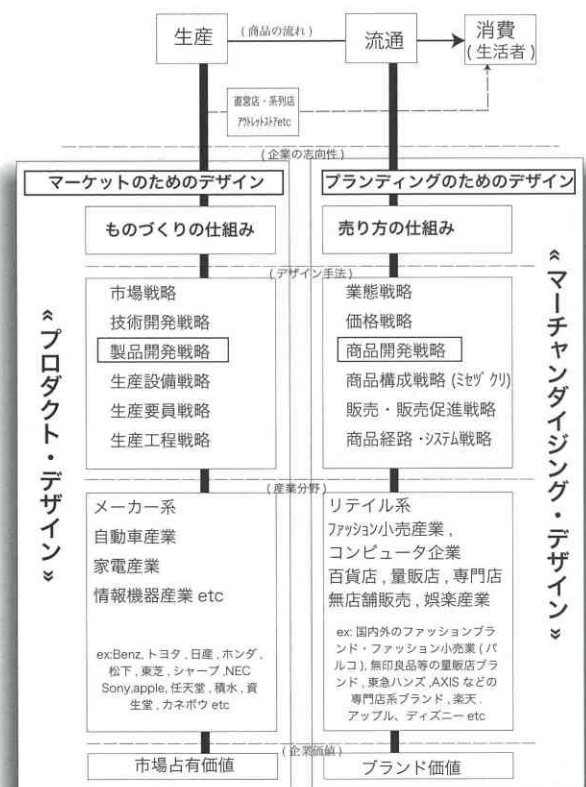 生産
(商品の流れ)
流通
消費
(生活者)
直営店・系列店
アウトレットストアetc
(企業の志向性)
マーケットのためのデザイン
ブランディングのためのデザイン
ものづくりの仕組み
売り方の仕組み
(デザイン手法)
≪プロダクト・デザイン≫
市場戦略
技術開発戦略
製品開発戦略
生産設備戦略
生産要員戦略
生産工程戦略
業態戦略
価格戦略
商品開発戦略
商品構成戦略(ミセヅクリ)
販売・販売促進戦略
商品経路・システム戦略
≪マーチャンダイジング・デザイン≫
(産業分野)
メーカー系
自動車産業
家電産業
情報機器産業 etc
ex:Benz,トヨタ,日産,ホンダ,
松下,東芝,シャープ,NEC
Sony,apple,任天堂,積水,資
生堂,カネボウ etc
リテイル系
ファッション小売産業,
コンピュータ企業
百貨店,量販店,専門店
無店舗販売,娯楽産業
ex: 国内外のファッションブラ
ンド・ファッション小売業(パ
ルコ),無印良品等の量販店ブラ
ンド,東急ハンズ,AXISなどの
専門店系ブランド,楽天.
アップル、ディズニー etc
(企業価値)
市場占有価値
ブランド価値